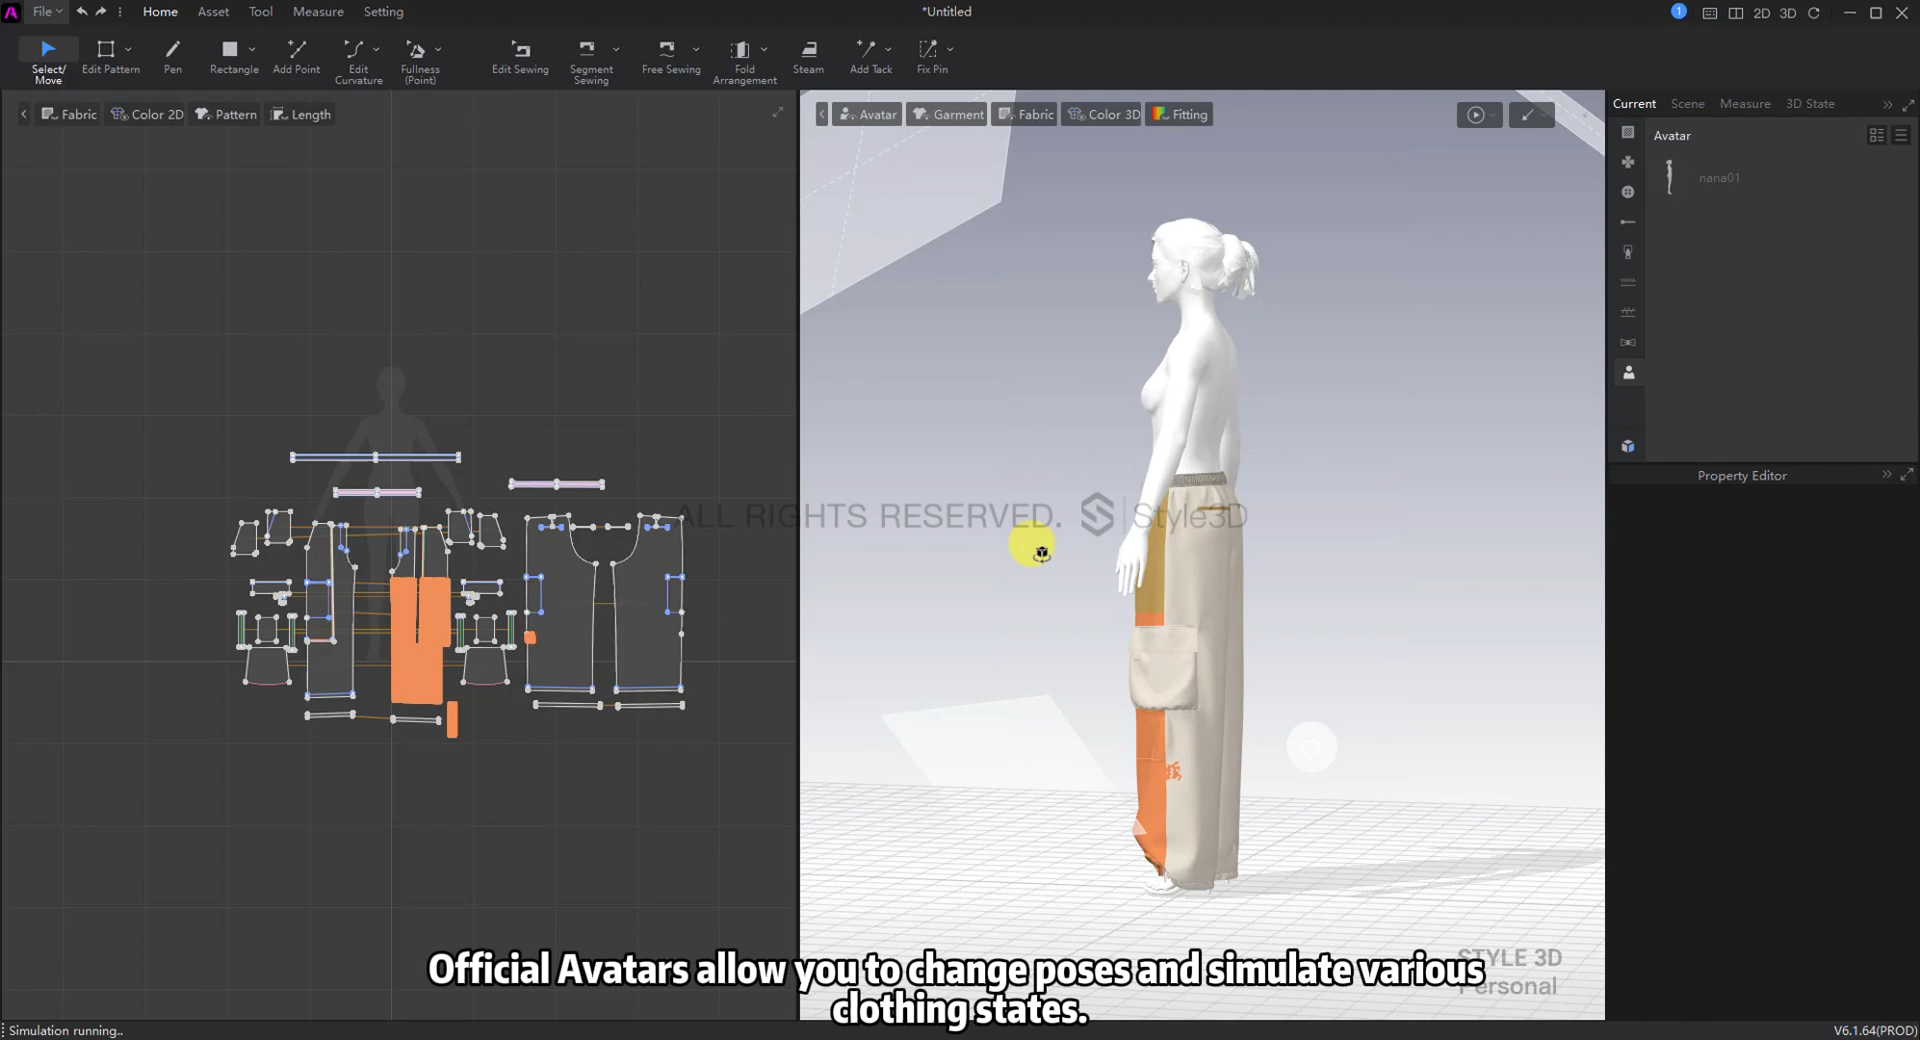 File
Home
Asset
Tool
Measure
Setting
*Untitled
1
2D
3D
Select/
Move
Edit Pattern
Pen
Rectangle
Add Point
Edit
Curvature
Fullness
(Point)
Edit Sewing
Segment
Sewing
Free Sewing
Fold
Arrangement
Steam
Add Tack
Fix Pin
Fabric
Color 2D
Pattern
Length
Avatar
Garment
Fabric
Color 3D
Fitting
Current
Scene
Measure
3D State
Avatar
nana01
Property Editor
ALL RIGHTS RESERVED. Style3D
STYLE 3D
Personal
Official Avatars allow you to change poses and simulate various
clothing states.
Simulation running..
V6.1.64(PROD)